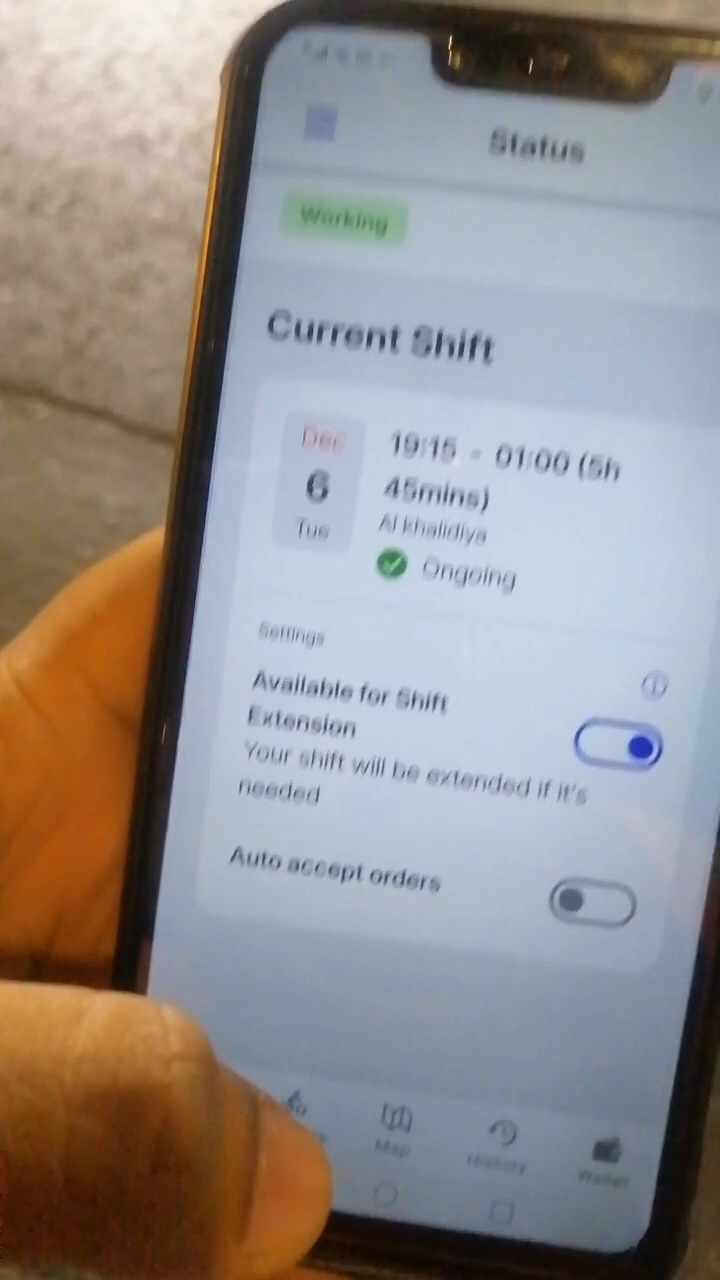 Status
Working
Current Shift
Dec
6
Tue
19:15 - 01:00 (5h
45mins)
Al khalidiya
Ongoing
Settings
Available for Shift
Extension
Your shift will be extended if it's
needed
Auto accept orders
Map
History
Wallet